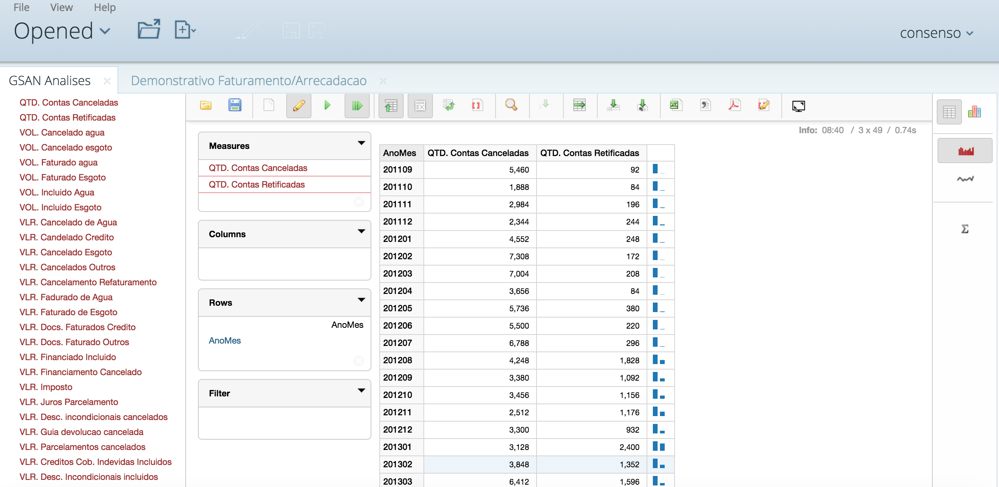 File View Help
Opened
consenso
GSAN Analises
Demonstrativo Faturamento/Arrecadacao
QTD. Contas Canceladas
QTD. Contas Retificadas
VOL. Cancelado agua
VOL. Cancelado esgoto
VOL. Faturado agua
VOL. Faturado Esgoto
VOL. Incluido Agua
VOL. Incluido Esgoto
VLR. Cancelado de Agua
VLR. Candelado Credito
VLR. Cancelado Esgoto
VLR. Cancelados Outros
VLR. Cancelamento Refaturamento
VLR. Fadurado de Agua
VLR. Faturado de Esgoto
VLR. Docs. Faturados Credito
VLR. Docs. Faturado Outros
VLR. Financiado Incluido
VLR. Financiamento Cancelado
VLR. Imposto
VLR. Juros Parcelamento
VLR. Desc. incondicionais cancelados
VLR. Guia devolucao cancelada
VLR. Parcelamentos cancelados
VLR. Creditos Cob. Indevidas Incluidos
VLR. Desc. Incondicionais incluidos
Measures
QTD. Contas Canceladas
QTD. Contas Retificadas
Columns
Rows
AnoMes
AnoMes
Filter
Info: 08:40 / 3 x 49 / 0.74s
AnoMes QTD. Contas Canceladas QTD. Contas Retificadas
201109 5,460 92
201110 1,888 84
201111 2,984 196
201112 2,344 244
201201 4,552 248
201202 7,308 172
201203 7,004 208
201204 3,656 84
201205 5,736 380
201206 5,500 220
201207 6,788 296
201208 4,248 1,828
201209 3,380 1,092
201210 3,456 1,156
201211 2,512 1,176
201212 3,300 932
201301 3,128 2,400
201302 3,848 1,352
201303 6,412 1,596
Σ